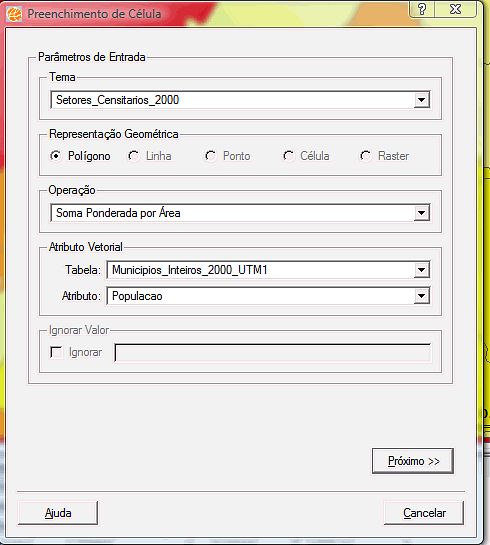 Preenchimento de Célula
?
Parâmetros de Entrada
Tema
Setores_Censitarios_2000
Representação Geométrica
Polígono Linha Ponto Célula Raster
Operação
Soma Ponderada por Área
Atributo Vetorial
Tabela: Municipios_Inteiros_2000_UTM1
Atributo: Populacao
Ignorar Valor
Ignorar
Próximo >>
Ajuda Cancelar